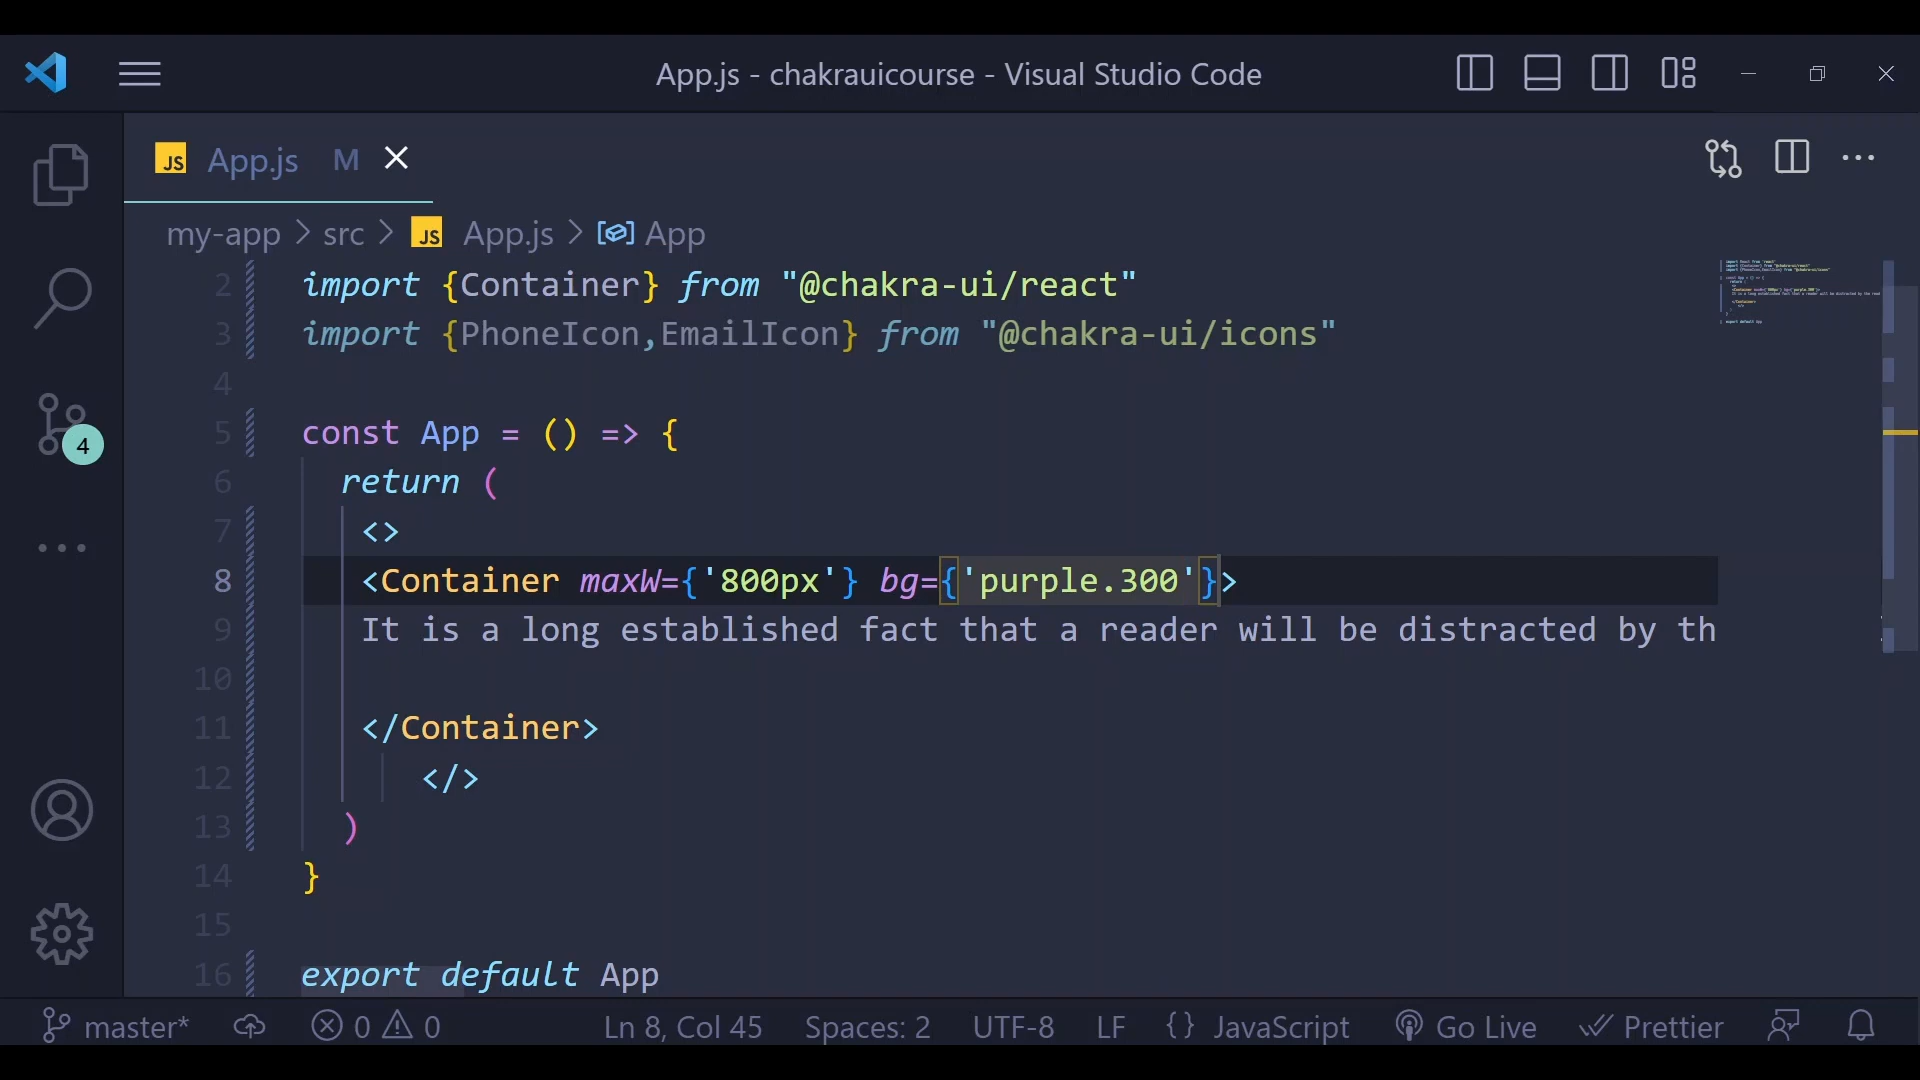 App.js - chakrauicourse - Visual Studio Code
JS App.js M
my-app > src > JS App.js > App
2 import {Container} from "@chakra-ui/react"
3 import {PhoneIcon,EmailIcon} from "@chakra-ui/icons"
4
5 const App = () => {
6 return (
7 <>
8 <Container maxW={'800px'} bg={'purple.300'}>
9 It is a long established fact that a reader will be distracted by th
10
11 </Container>
12 </>
13 )
14 }
15
16 export default App
4
master* 0 0 Ln 8, Col 45 Spaces: 2 UTF-8 LF {} JavaScript Go Live Prettier